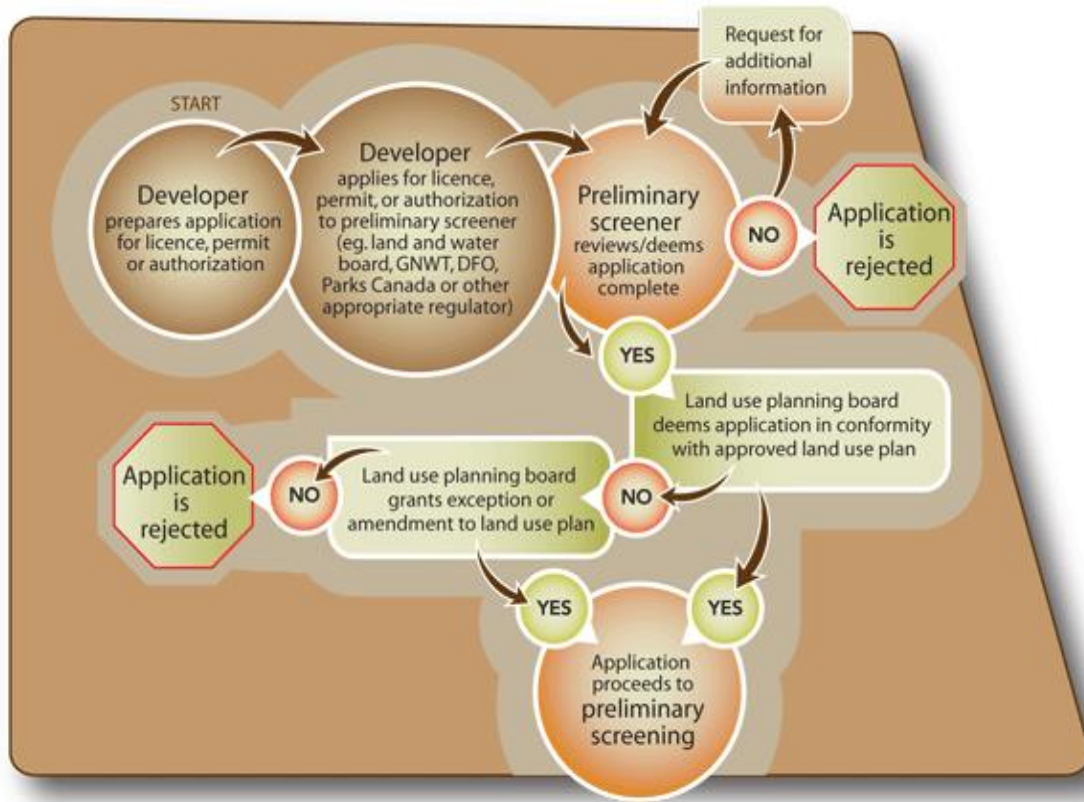 START
Developer
prepares application
for licence, permit
or authorization
Developer
applies for licence,
permit, or authorization
to preliminary screener
(eg. land and water
board, GNWT, DFO,
Parks Canada or other
appropriate regulator)
Preliminary
screener
reviews/deems
application
complete
Request for
additional
information
NO
Application
is
rejected
YES
Land use planning board
deems application in conformity
with approved land use plan
NO
Land use planning board
grants exception or
amendment to land use plan
NO
Application
is
rejected
YES
YES
Application
proceeds to
preliminary
screening